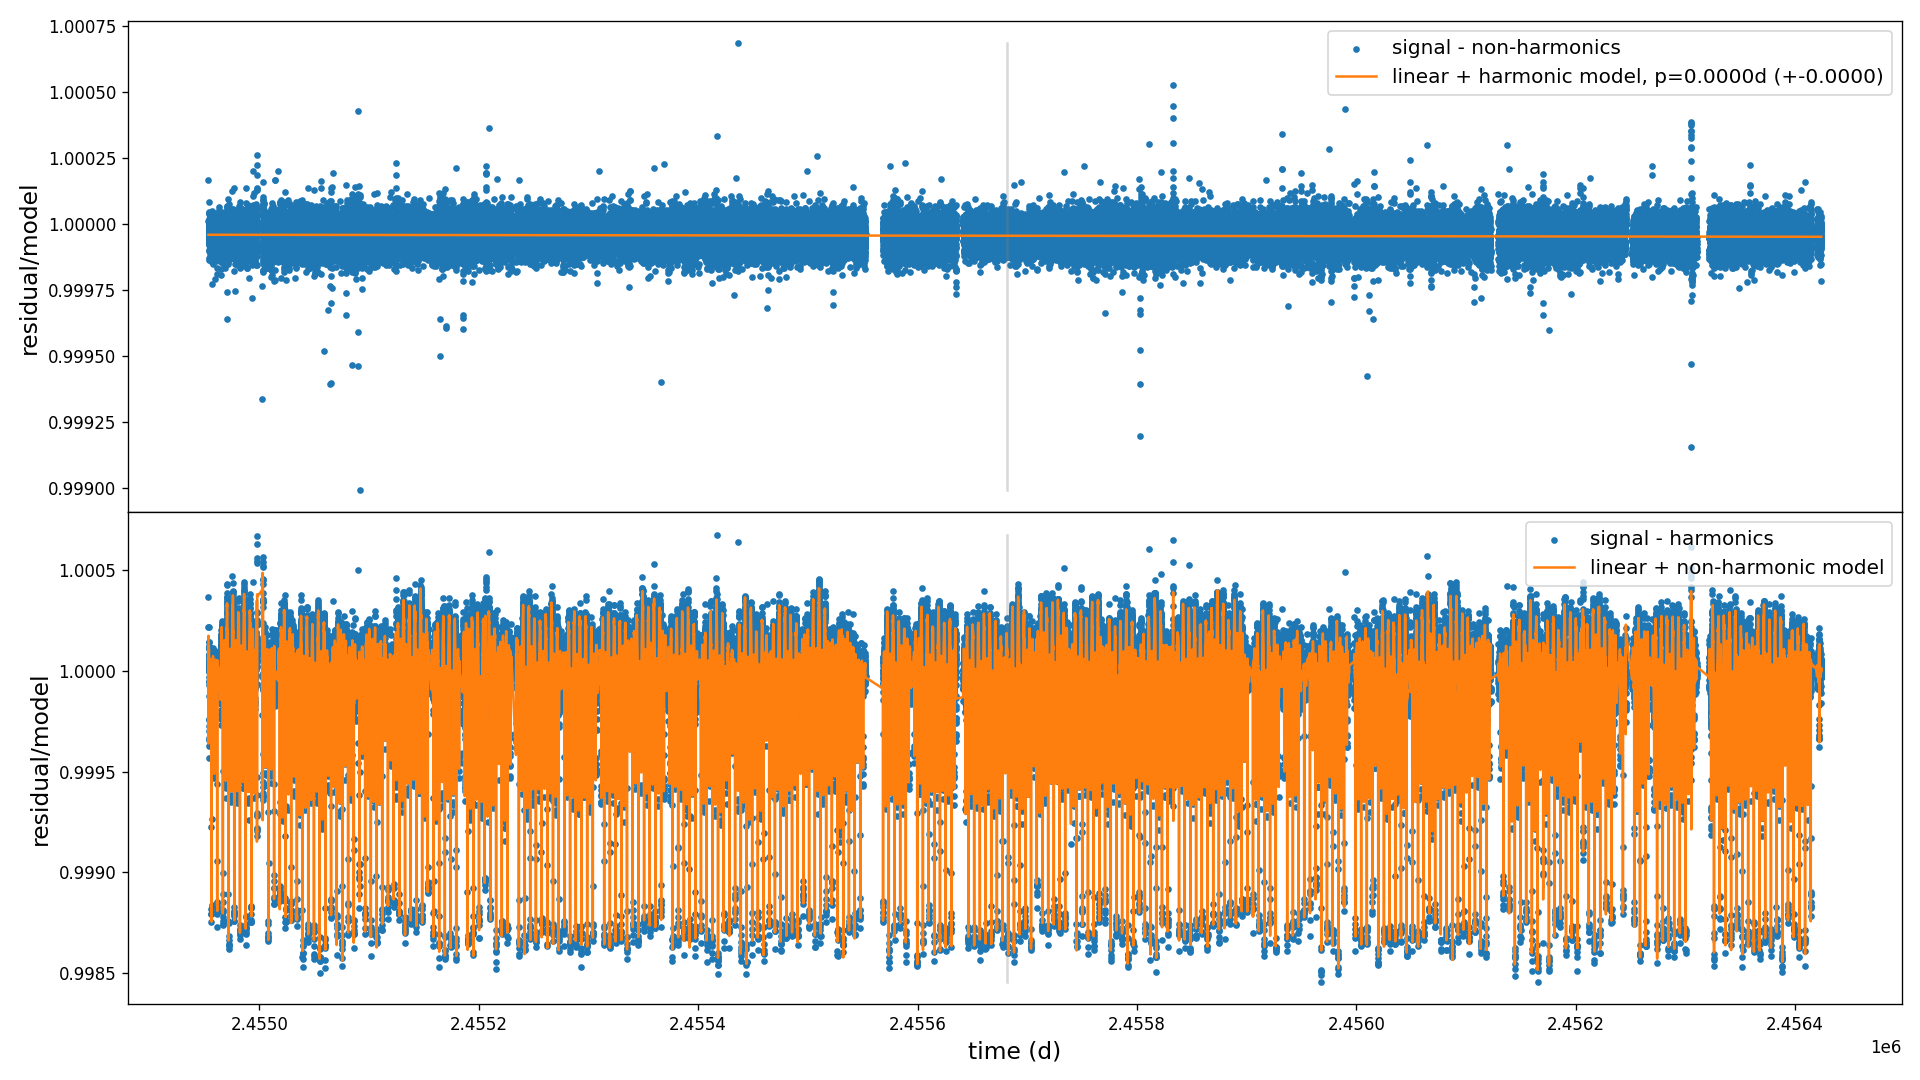 1.00075
1.00050
1.00025
1.00000
0.99975
0.99950
0.99925
0.99900
residual/model
signal - non-harmonics
linear + harmonic model, p=0.0000d (+-0.0000)
1.0005
1.0000
0.9995
0.9990
0.9985
residual/model
signal - harmonics
linear + non-harmonic model
2.4550
2.4552
2.4554
2.4556
2.4558
2.4560
2.4562
2.4564
1e6
time (d)